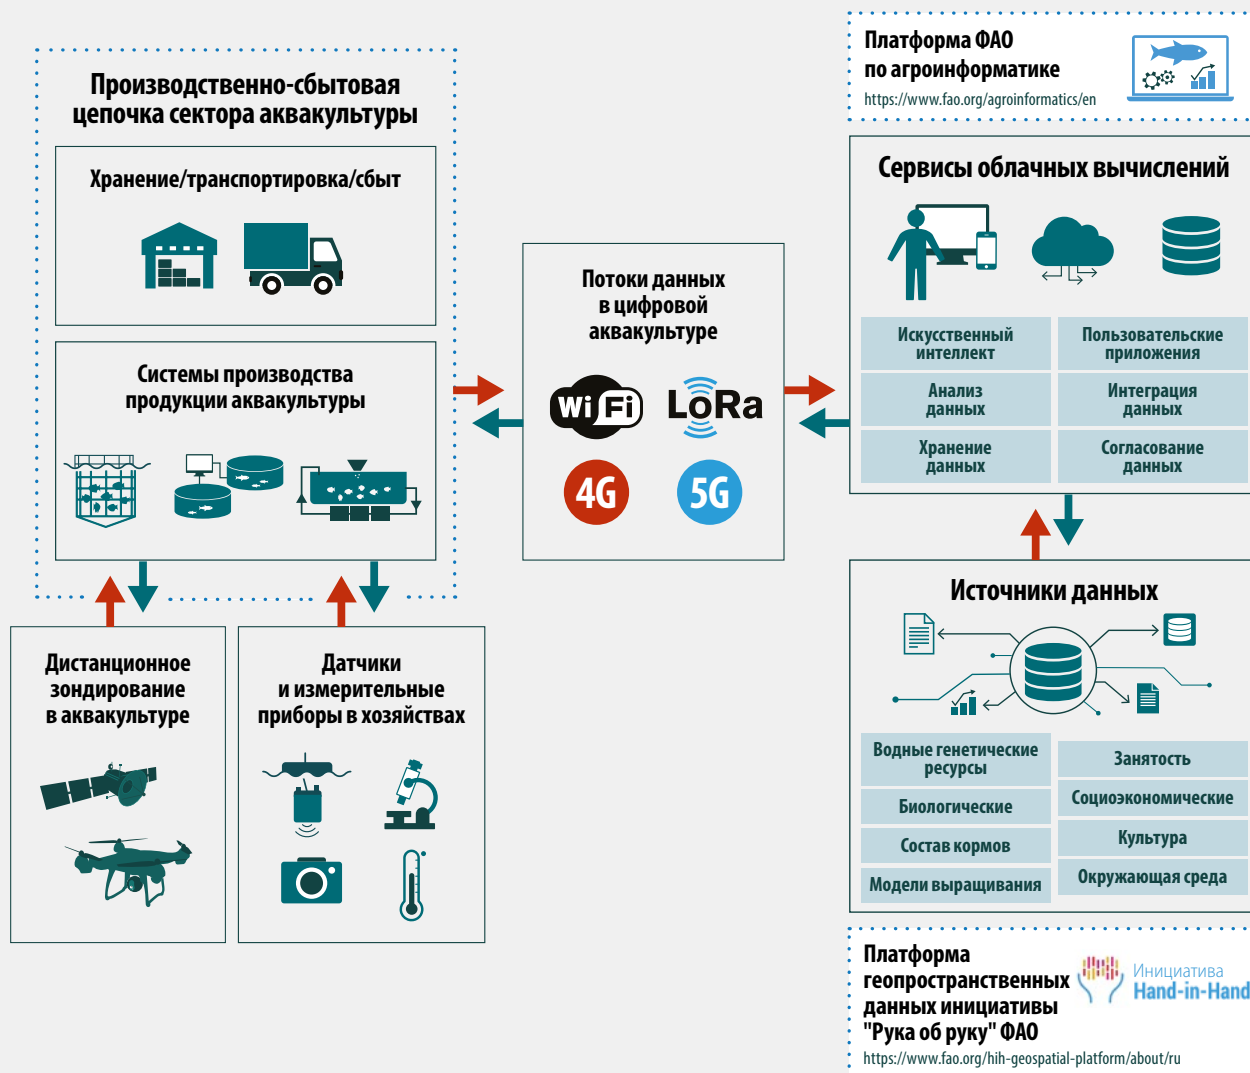 Производственно-сбытовая
цепочка сектора аквакультуры
Хранение/транспортировка/сбыт
Системы производства
продукции аквакультуры
Дистанционное
зондирование
в аквакультуре
Датчики
и измерительные
приборы в хозяйствах
Потоки данных
в цифровой
аквакультуре
WiFi
LoRa
4G
5G
Платформа ФАО
по агроинформатике
https://www.fao.org/agroinformatics/en
Сервисы облачных вычислений
Искусственный
интеллект
Пользовательские
приложения
Анализ
данных
Интеграция
данных
Хранение
данных
Согласование
данных
Источники данных
Водные генетические
ресурсы
Занятость
Биологические
Социоэкономические
Состав кормов
Культура
Модели выращивания
Окружающая среда
Платформа
геопространственных
данных инициативы
"Рука об руку" ФАО
https://www.fao.org/hih-geospatial-platform/about/ru
Инициатива
Hand-in-Hand